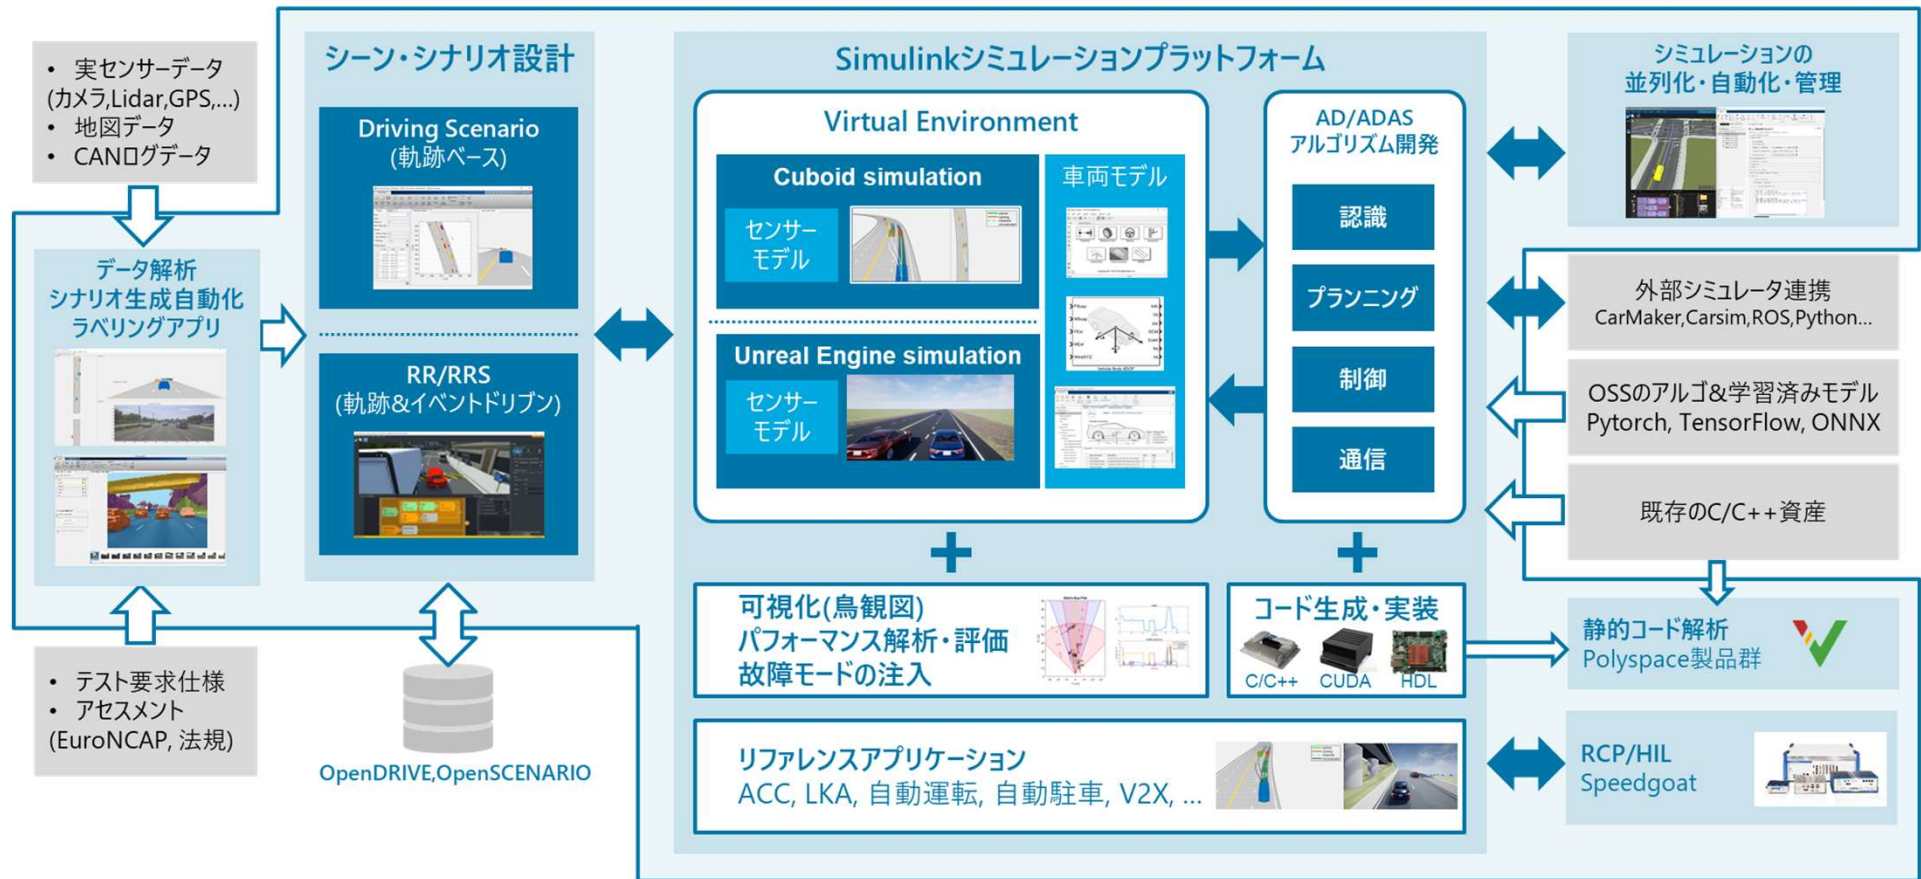 • 実センサーデータ
(カメラ,Lidar,GPS,...)
• 地図データ
• CANログデータ
データ解析
シナリオ生成自動化
ラベリングアプリ
• テスト要求仕様
• アセスメント
(EuroNCAP, 法規)
シーン・シナリオ設計
Driving Scenario
(軌跡ベース)
RR/RRS
(軌跡&イベントドリブン)
OpenDRIVE,OpenSCENARIO
Simulinkシミュレーションプラットフォーム
Virtual Environment
Cuboid simulation
センサー
モデル
Unreal Engine simulation
センサー
モデル
車両モデル
AD/ADAS
アルゴリズム開発
認識
プランニング
制御
通信
+
+
可視化(鳥観図)
パフォーマンス解析・評価
故障モードの注入
コード生成・実装
C/C++
CUDA
HDL
リファレンスアプリケーション
ACC, LKA, 自動運転, 自動駐車, V2X, ...
シミュレーションの
並列化・自動化・管理
外部シミュレータ連携
CarMaker,Carsim,ROS,Python...
OSSのアルゴ&学習済みモデル
Pytorch, TensorFlow, ONNX
既存のC/C++資産
静的コード解析
Polyspace製品群
RCP/HIL
Speedgoat